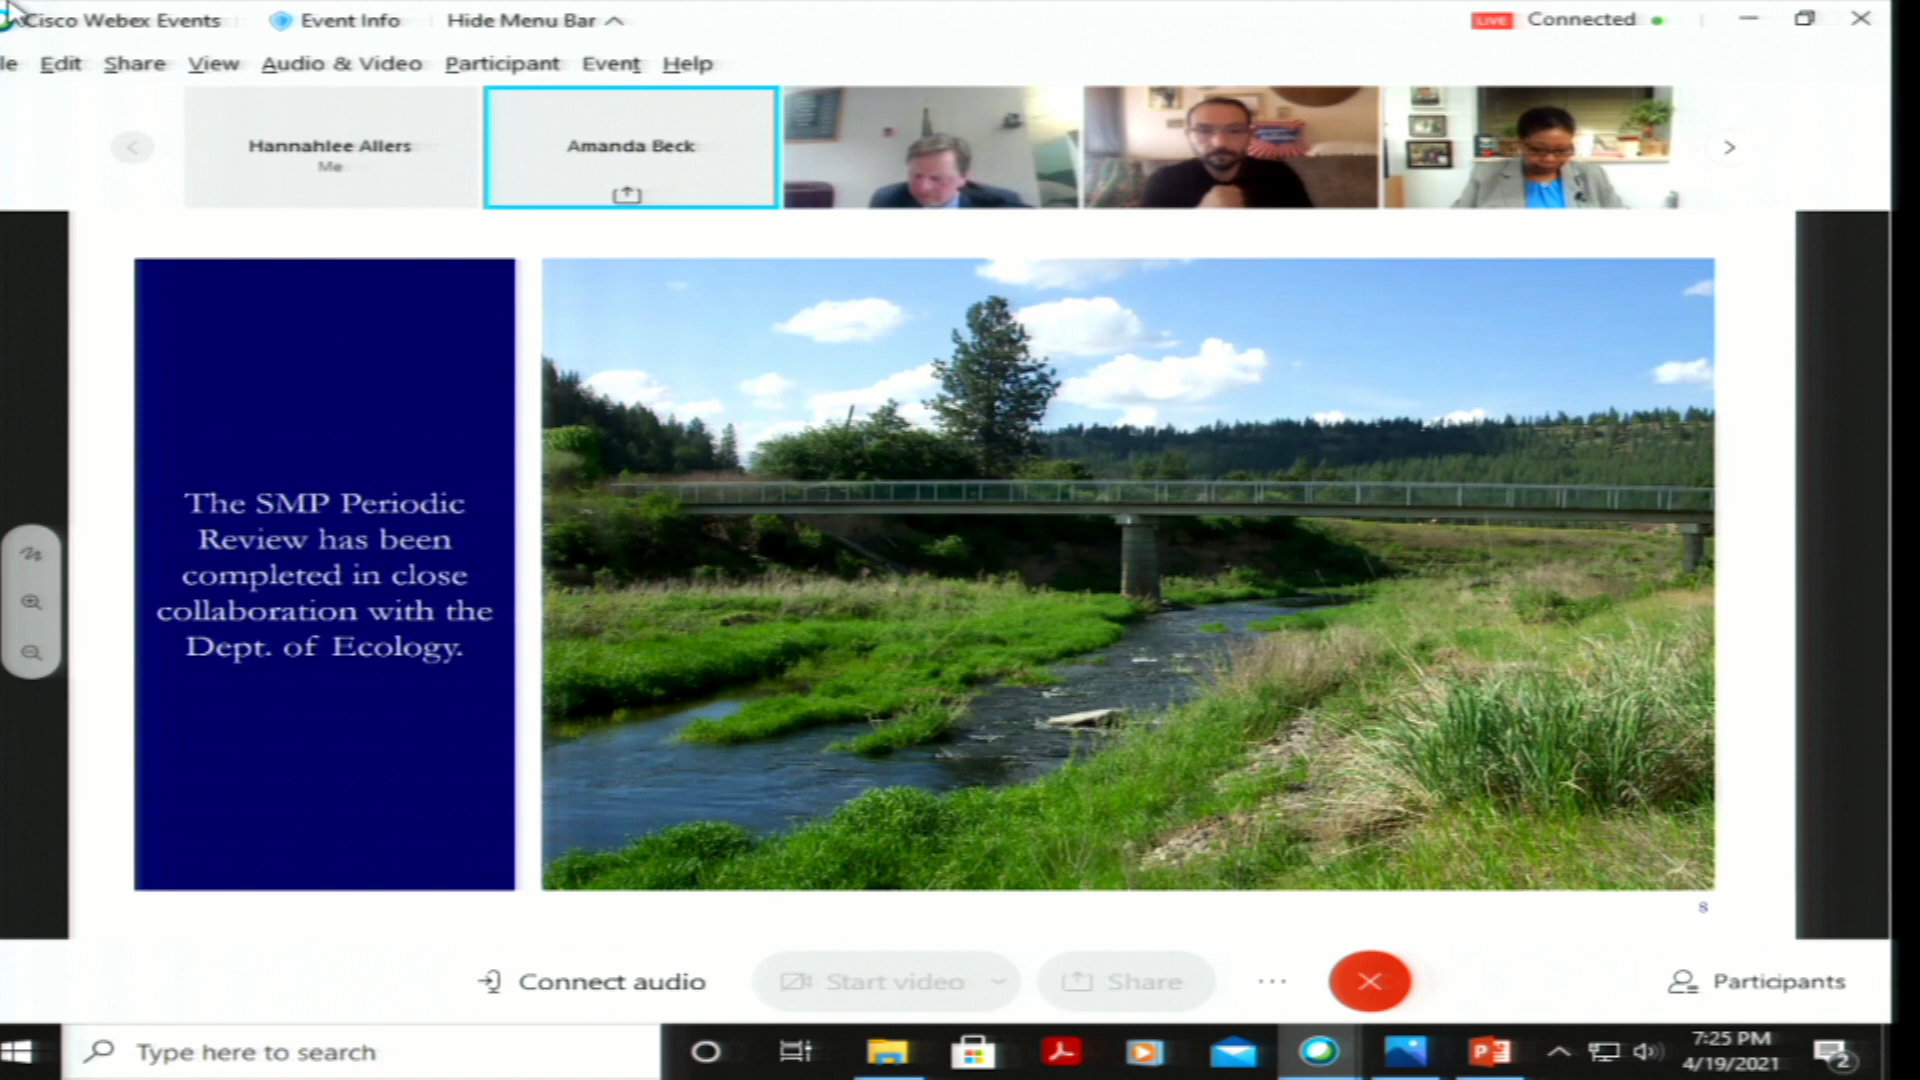 Cisco Webex Events Event Info Hide Menu Bar LIVE Connected
le Edit Share View Audio & Video Participant Event Help
Hannahlee Allers
Me
Amanda Beck
The SMP Periodic
Review has been
completed in close
collaboration with the
Dept. of Ecology.
8
Connect audio Start video Share Participants
Type here to search
7:25 PM
4/19/2021
2